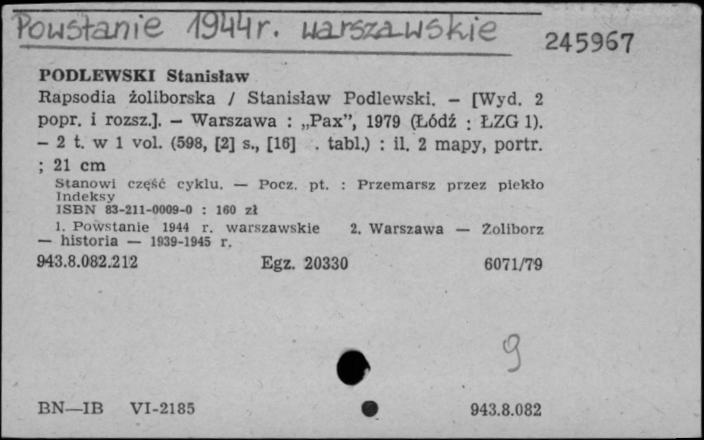 Powstanie 1944 r. warszawskie
245967
PODLEWSKI Stanisław
Rapsodia żoliborska / Stanisław Podlewski. — [Wyd. 2
popr. i rozsz.]. — Warszawa : „Pax”, 1979 (Łódź : ŁZG 1).
— 2 t. w 1 vol. (598, [2] s., [16] . tabl.) : il. 2 mapy, portr.
; 21 cm
Stanowi część cyklu. — Pocz. pt. : Przemarsz przez piekło
Indeksy
ISBN 83-211-0009-0 : 160 zł
1. Powstanie 1944 r. warszawskie 2. Warszawa — Żoliborz
— historia — 1939-1945 r.
943.8.082.212 Egz. 20330 6071/79
9
BN—IB VI-2185 943.8.082